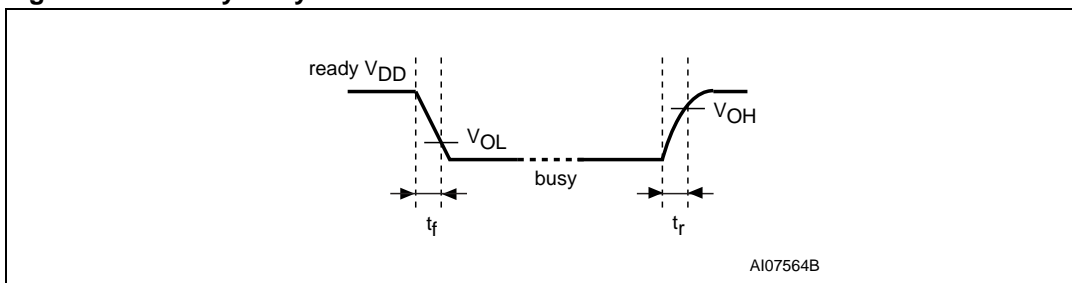 ready VDD
VOL
VOH
busy
tf
tr
AI07564B